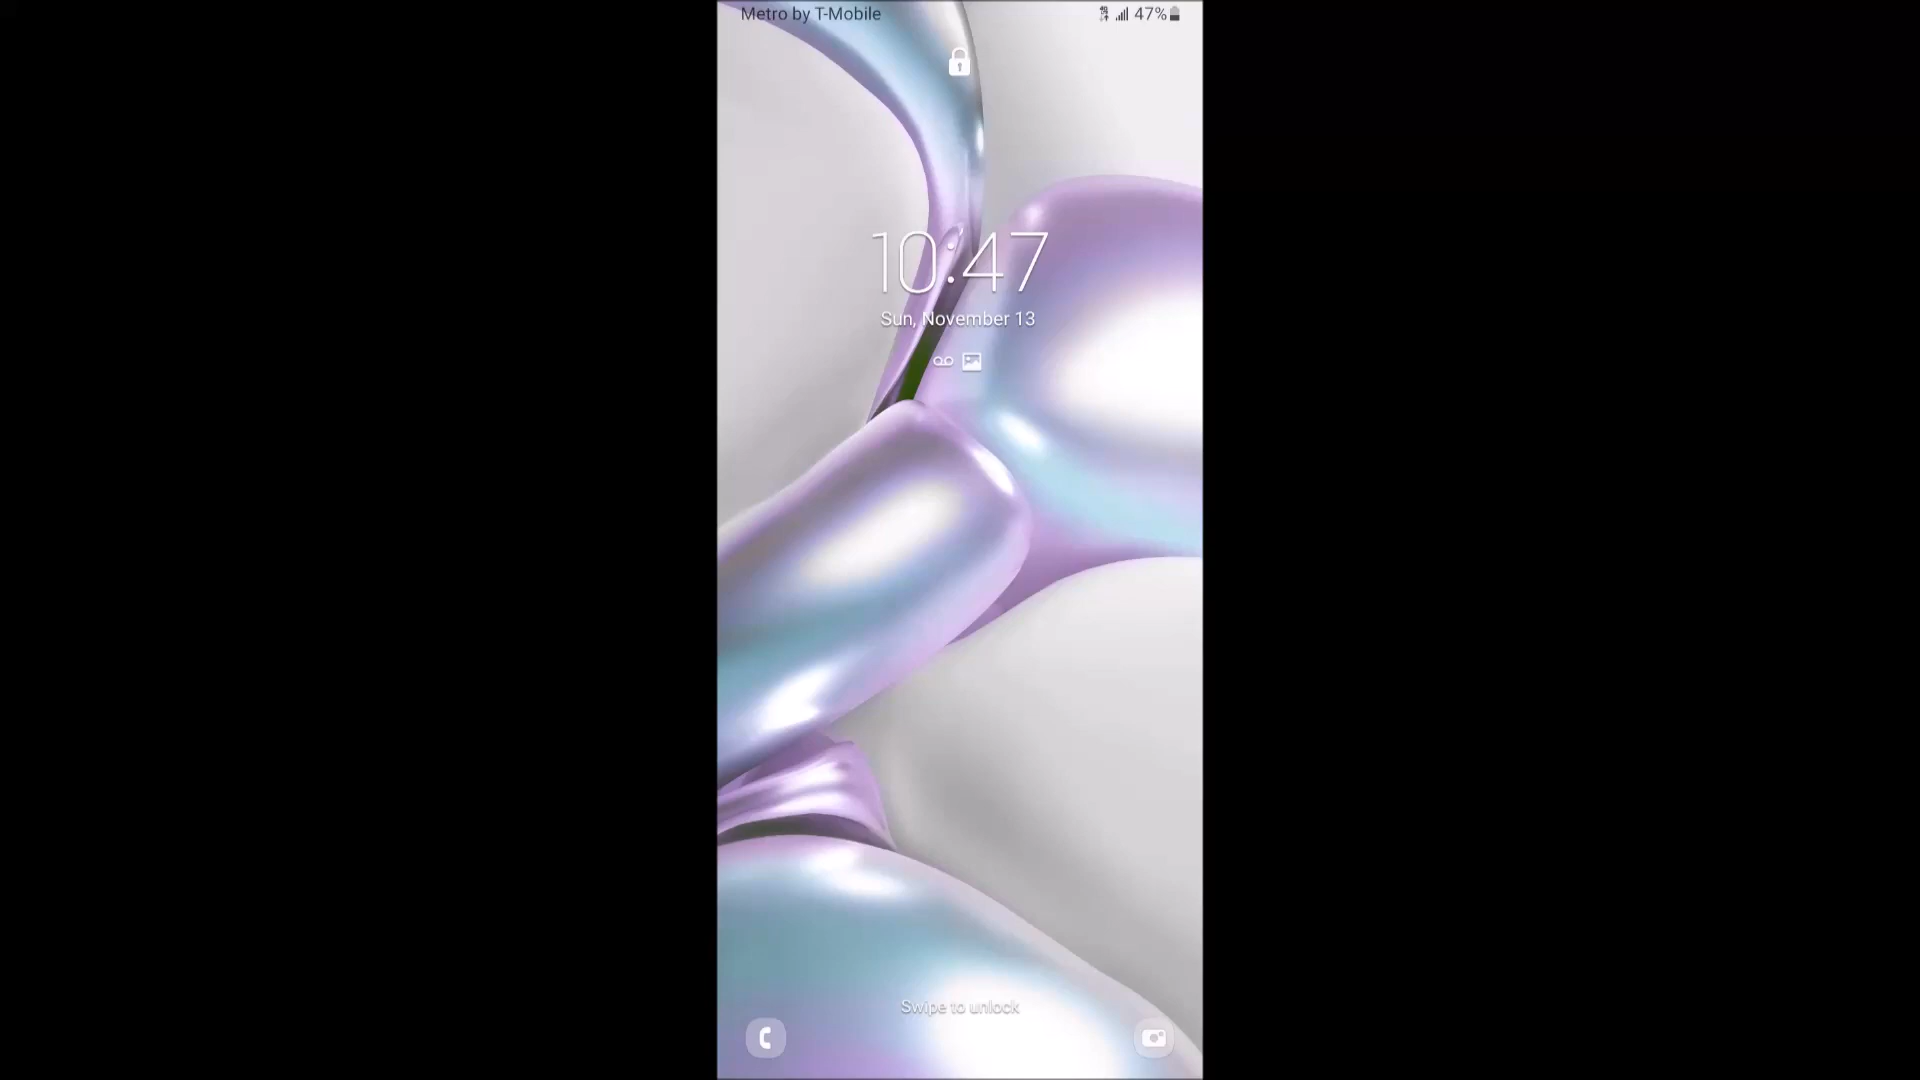 Metro by T-Mobile
47%
10:47
Sun, November 13
Swipe to unlock